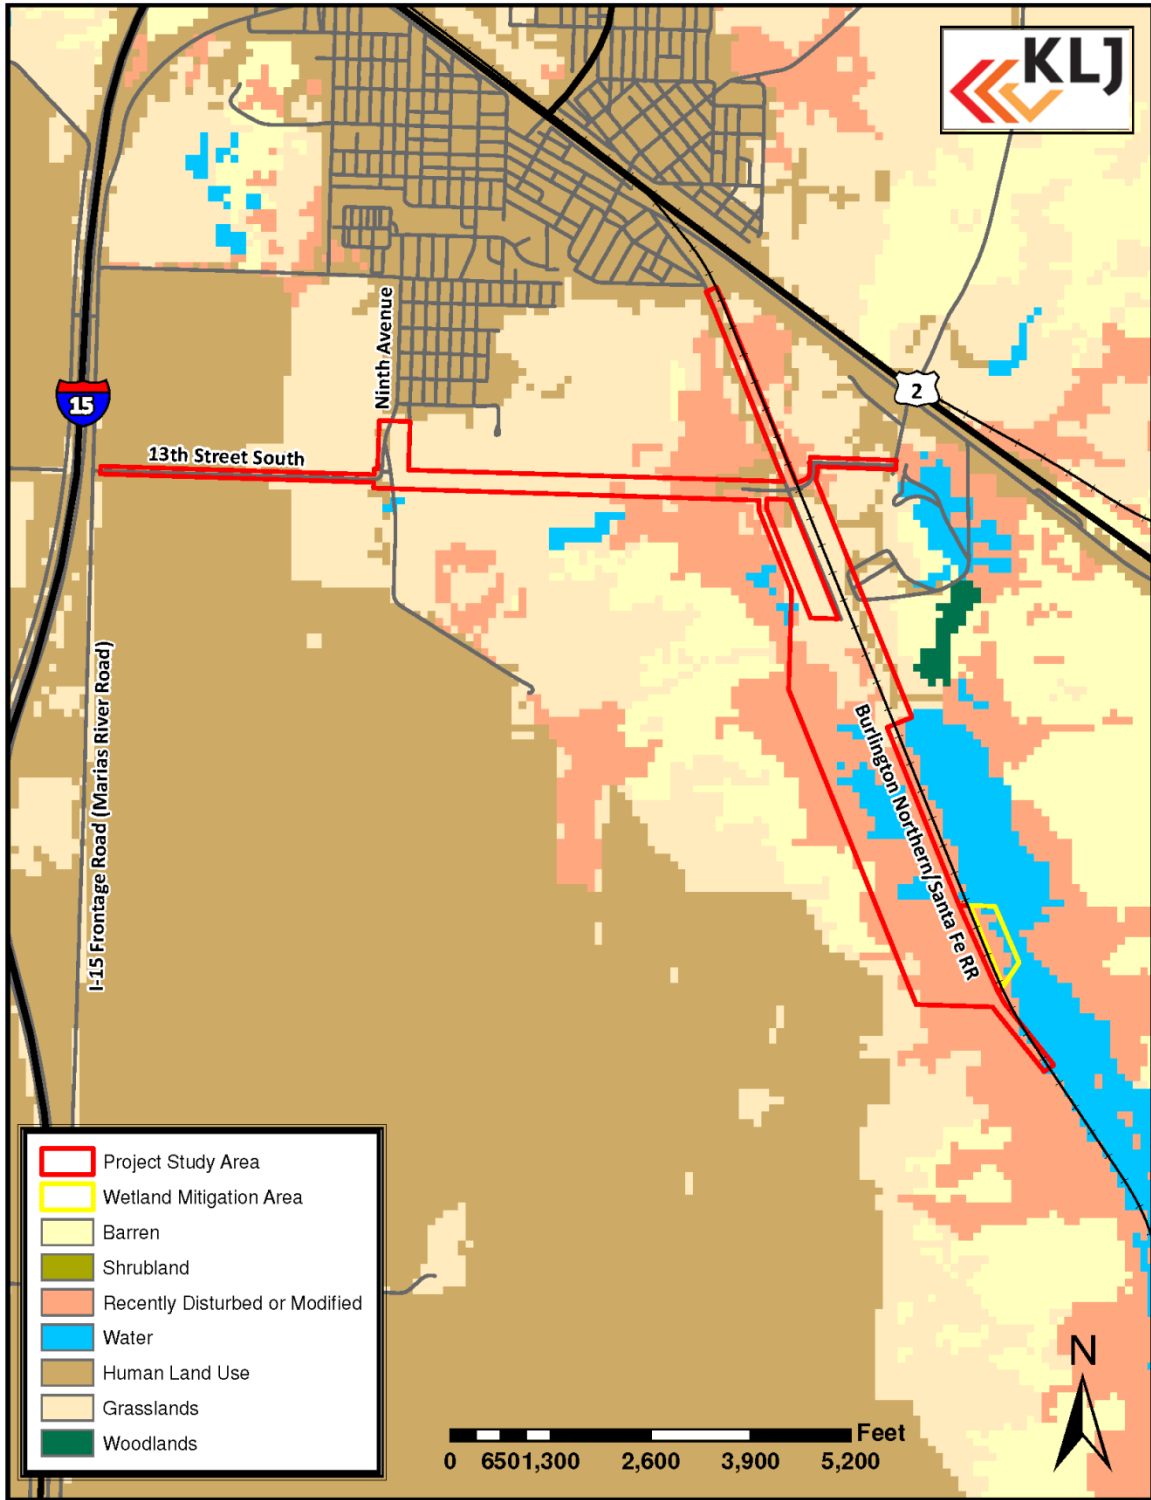 KLJ
Ninth Avenue
15
2
13th Street South
I-15 Frontage Road (Marias River Road)
Burlington Northern/Santa Fe RR
Project Study Area
Wetland Mitigation Area
Barren
Shrubland
Recently Disturbed or Modified
Water
Human Land Use
Grasslands
Woodlands
N
Feet
0 650 1,300 2,600 3,900 5,200